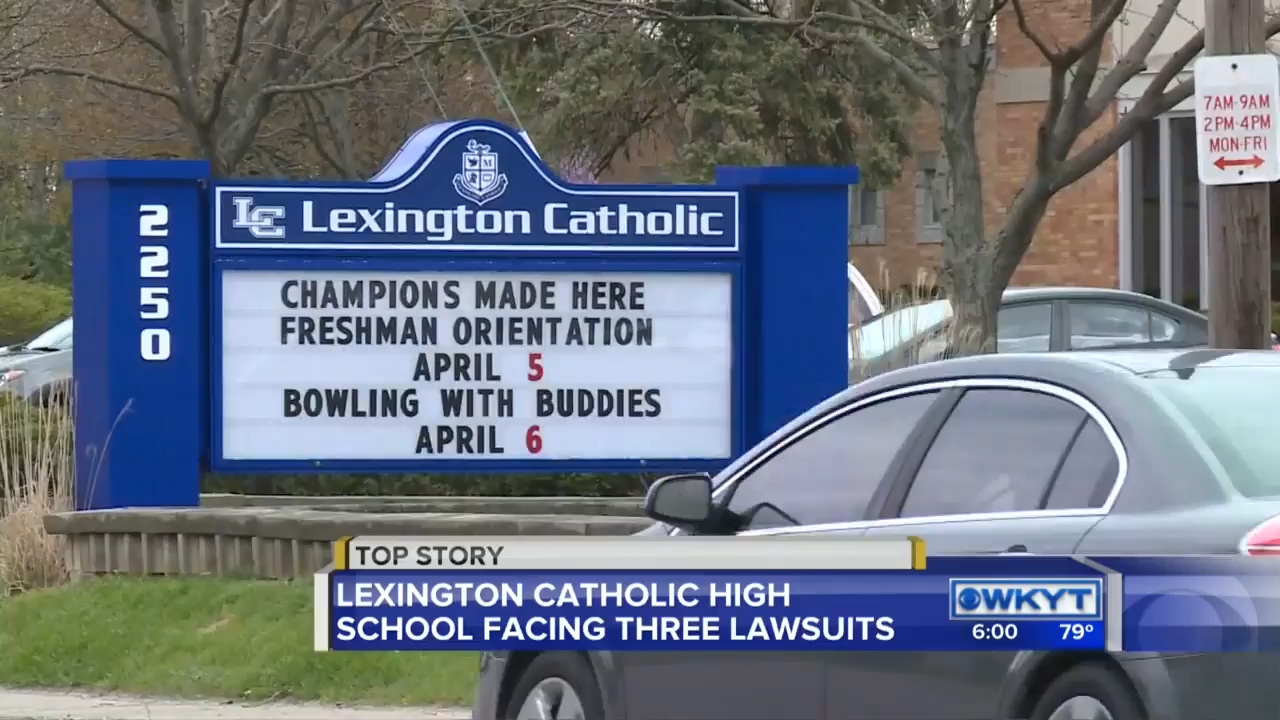 7AM-9AM
2PM-4PM
MON-FRI
2250
LC Lexington Catholic
CHAMPIONS MADE HERE
FRESHMAN ORIENTATION
APRIL 5
BOWLING WITH BUDDIES
APRIL 6
TOP STORY
LEXINGTON CATHOLIC HIGH
SCHOOL FACING THREE LAWSUITS
WKYT
6:00 79º